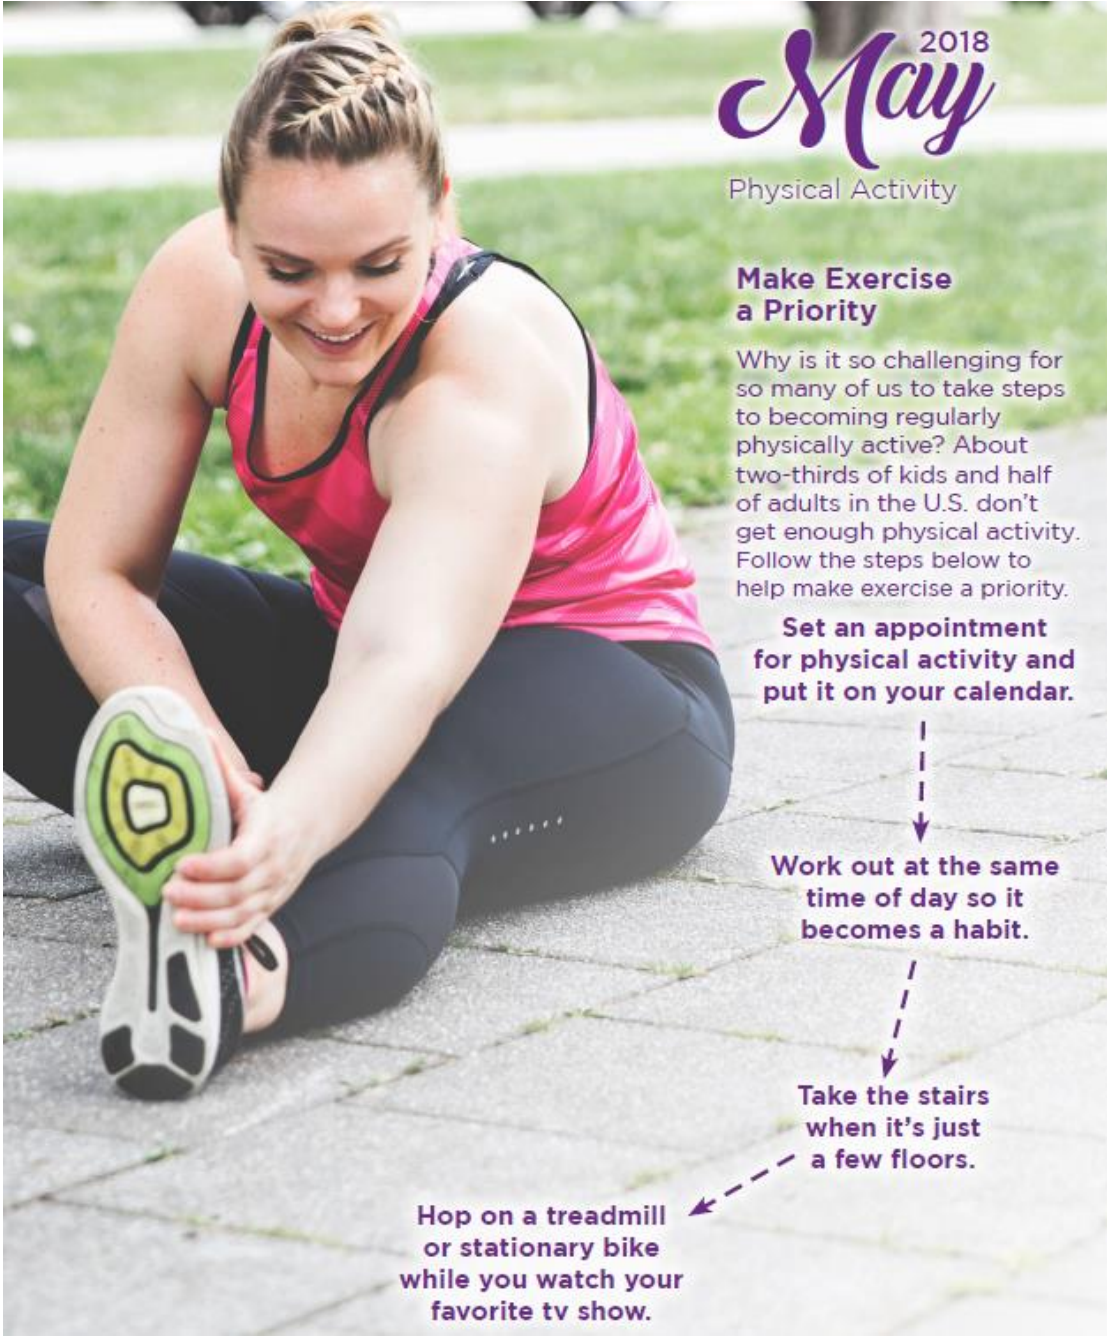 2018
May
Physical Activity
Make Exercise
a Priority
Why is it so challenging for
so many of us to take steps
to becoming regularly
physically active? About
two-thirds of kids and half
of adults in the U.S. don't
get enough physical activity.
Follow the steps below to
help make exercise a priority.
Set an appointment
for physical activity and
put it on your calendar.
Work out at the same
time of day so it
becomes a habit.
Take the stairs
when it's just
a few floors.
Hop on a treadmill
or stationary bike
while you watch your
favorite tv show.